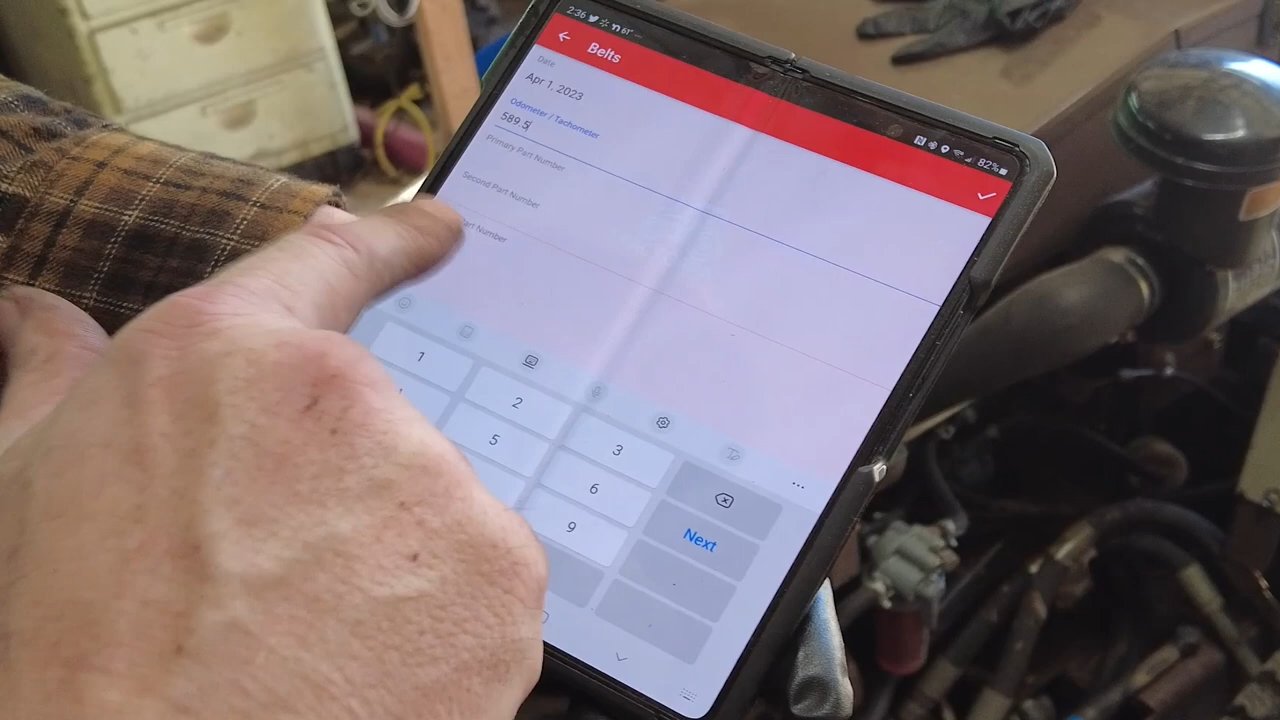 2:36 61°
82%
Belts
Date
Apr 1, 2023
Odometer / Tachometer
589.5
Primary Part Number
Second Part Number
Part Number
1
2
3
5
6
9
Next